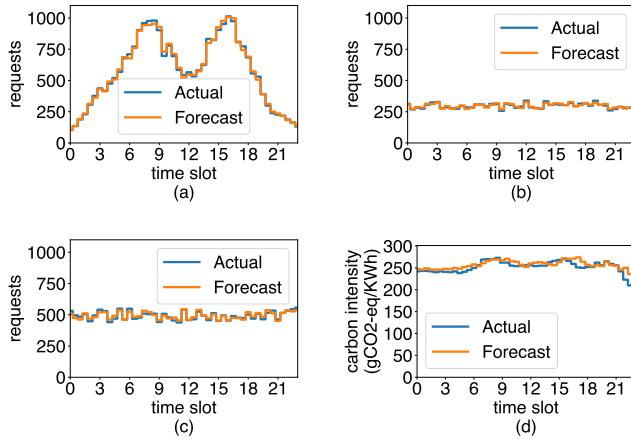 1000
750
500
250
0
requests
Actual
Forecast
0 3 6 9 12 15 18 21
time slot
(a)
1000
750
500
250
0
requests
Actual
Forecast
0 3 6 9 12 15 18 21
time slot
(b)
1000
750
500
250
0
requests
Actual
Forecast
0 3 6 9 12 15 18 21
time slot
(c)
300
250
200
150
100
50
0
carbon intensity
(gCO2-eq/KWh)
Actual
Forecast
0 3 6 9 12 15 18 21
time slot
(d)